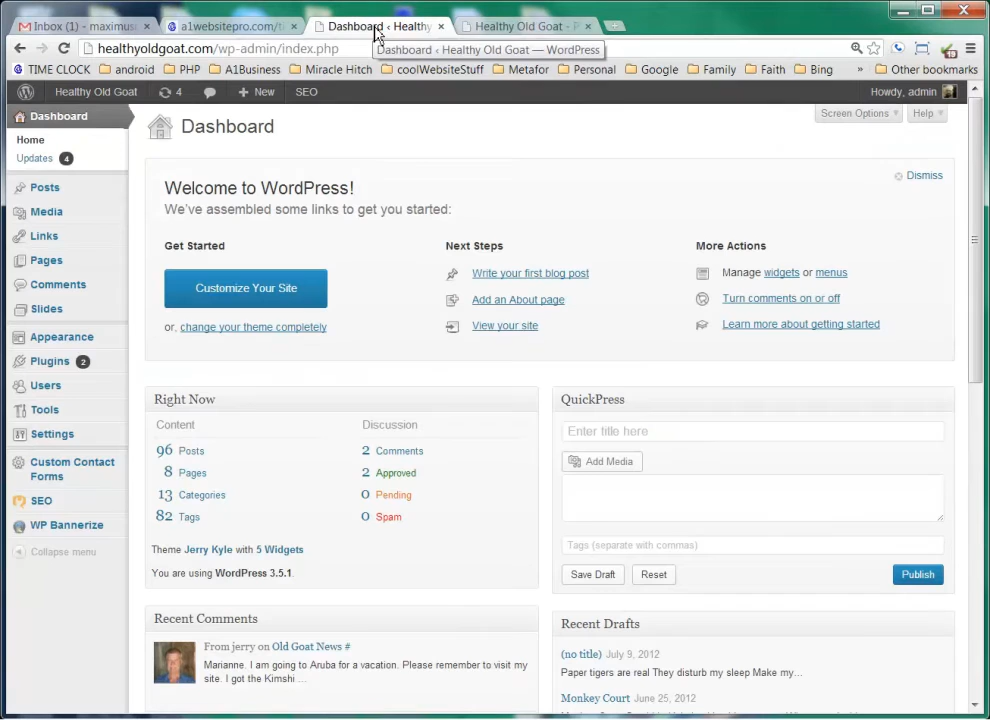 Inbox (1) - maximus
a1websitepro.com/t
Dashboard ‹ Healthy
Healthy Old Goat - P
healthyoldgoat.com/wp-admin/index.php
Dashboard ‹ Healthy Old Goat — WordPress
TIME CLOCK android PHP A1Business Miracle Hitch coolWebsiteStuff Metafor Personal Google Family Faith Bing » Other bookmarks
Healthy Old Goat 4 + New SEO Howdy, admin
Dashboard
Home
Updates 4
Posts
Media
Links
Pages
Comments
Slides
Appearance
Plugins 2
Users
Tools
Settings
Custom Contact
Forms
SEO
WP Bannerize
Collapse menu
Dashboard
Screen Options Help
Welcome to WordPress!
Dismiss
We've assembled some links to get you started:
Get Started
Customize Your Site
or, change your theme completely
Next Steps
Write your first blog post
Add an About page
View your site
More Actions
Manage widgets or menus
Turn comments on or off
Learn more about getting started
Right Now
Content
96 Posts
8 Pages
13 Categories
82 Tags
Discussion
2 Comments
2 Approved
0 Pending
0 Spam
Theme Jerry Kyle with 5 Widgets
You are using WordPress 3.5.1.
QuickPress
Enter title here
Add Media
Tags (separate with commas)
Save Draft Reset Publish
Recent Comments
From jerry on Old Goat News #
Marianne. I am going to Aruba for a vacation. Please remember to visit my
site. I got the Kimshi ...
Recent Drafts
(no title) July 9, 2012
Paper tigers are real They disturb my sleep Make my...
Monkey Court June 25, 2012